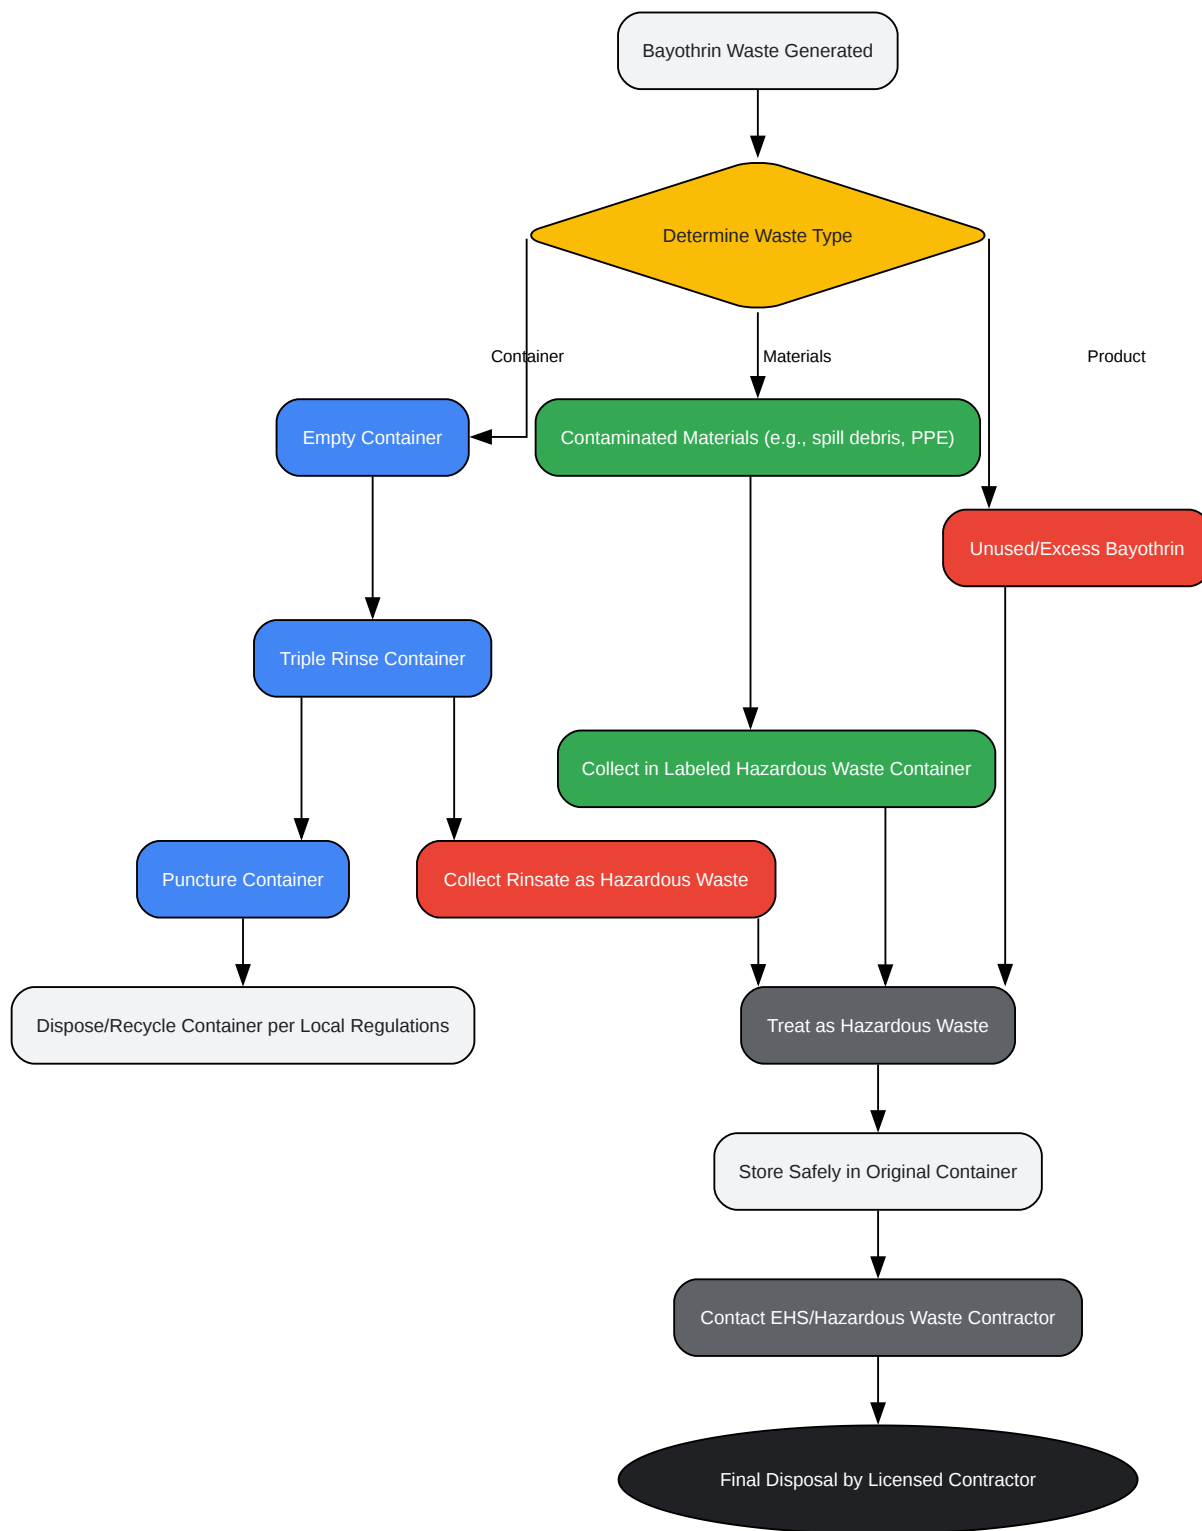 Bayothrin Waste Generated
Determine Waste Type
Container
Materials
Product
Empty Container
Contaminated Materials (e.g., spill debris, PPE)
Unused/Excess Bayothrin
Triple Rinse Container
Collect in Labeled Hazardous Waste Container
Puncture Container
Collect Rinsate as Hazardous Waste
Dispose/Recycle Container per Local Regulations
Treat as Hazardous Waste
Store Safely in Original Container
Contact EHS/Hazardous Waste Contractor
Final Disposal by Licensed Contractor